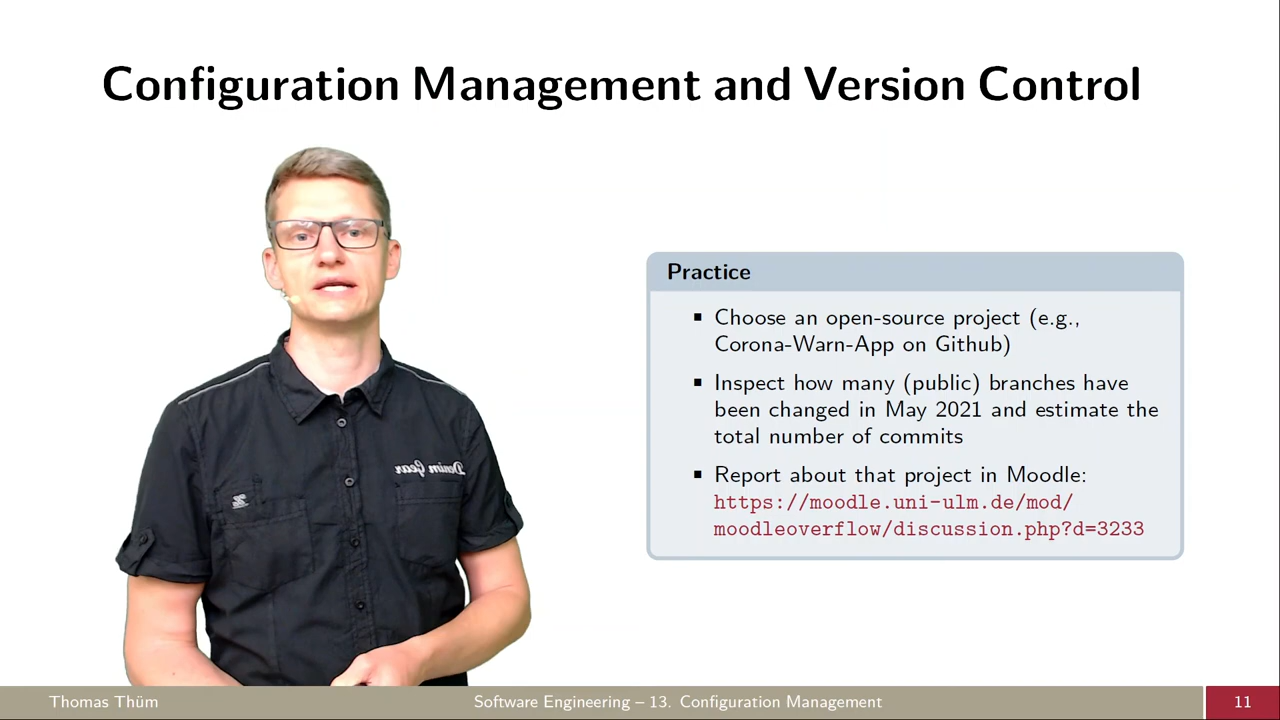 Configuration Management and Version Control
Denim Gear
Practice
Choose an open-source project (e.g.,
Corona-Warn-App on Github)
Inspect how many (public) branches have
been changed in May 2021 and estimate the
total number of commits
Report about that project in Moodle:
https://moodle.uni-ulm.de/mod/
moodleoverflow/discussion.php?d=3233
Thomas Thüm
Software Engineering – 13. Configuration Management
11